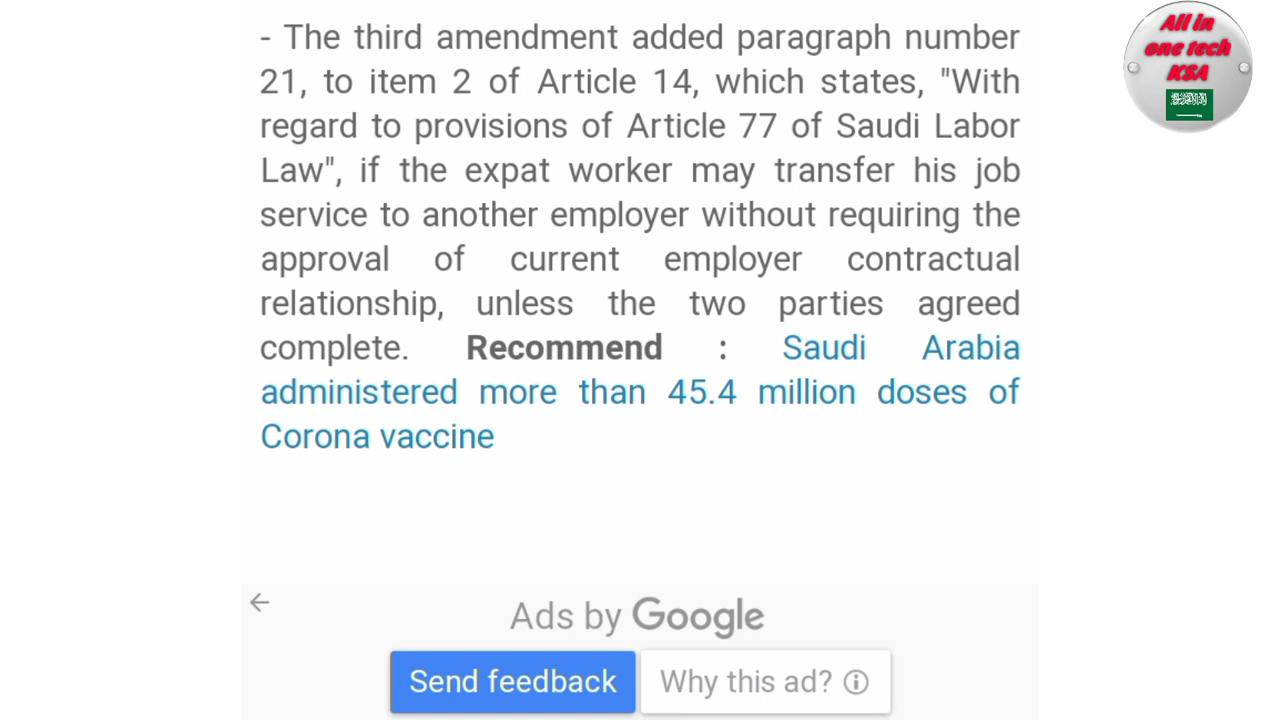 - The third amendment added paragraph number
21, to item 2 of Article 14, which states, "With
regard to provisions of Article 77 of Saudi Labor
Law", if the expat worker may transfer his job
service to another employer without requiring the
approval of current employer contractual
relationship, unless the two parties agreed
complete. Recommend : Saudi Arabia
administered more than 45.4 million doses of
Corona vaccine
Ads by Google
Send feedback
Why this ad?
All in
one tech
KSA